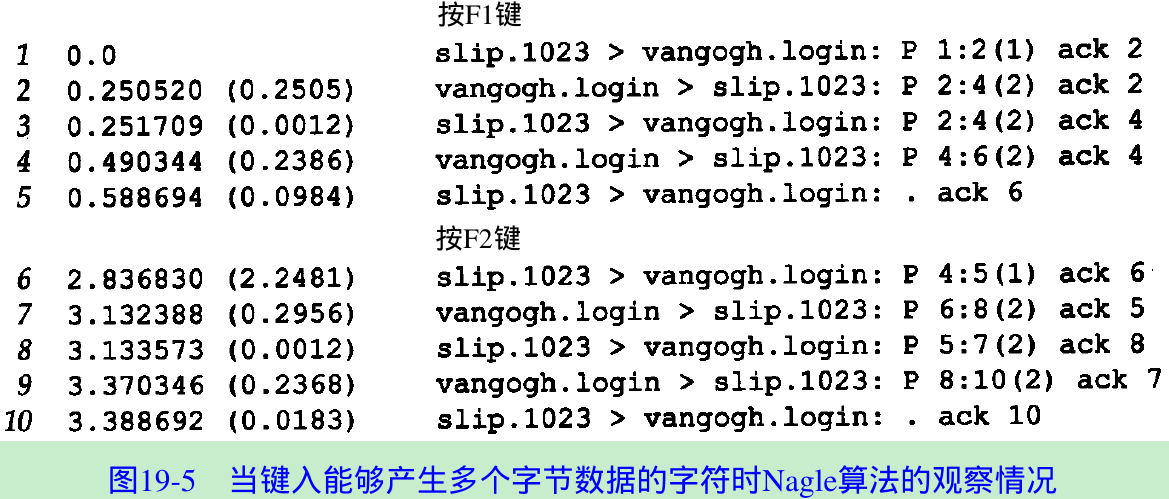 按F1键
1 0.0 slip.1023 > vangogh.login: P 1:2(1) ack 2
2 0.250520 (0.2505) vangogh.login > slip.1023: P 2:4(2) ack 2
3 0.251709 (0.0012) slip.1023 > vangogh.login: P 2:4(2) ack 4
4 0.490344 (0.2386) vangogh.login > slip.1023: P 4:6(2) ack 4
5 0.588694 (0.0984) slip.1023 > vangogh.login: . ack 6
按F2键
6 2.836830 (2.2481) slip.1023 > vangogh.login: P 4:5(1) ack 6
7 3.132388 (0.2956) vangogh.login > slip.1023: P 6:8(2) ack 5
8 3.133573 (0.0012) slip.1023 > vangogh.login: P 5:7(2) ack 8
9 3.370346 (0.2368) vangogh.login > slip.1023: P 8:10(2) ack 7
10 3.388692 (0.0183) slip.1023 > vangogh.login: . ack 10
图19-5 当键入能够产生多个字节数据的字符时Nagle算法的观察情况